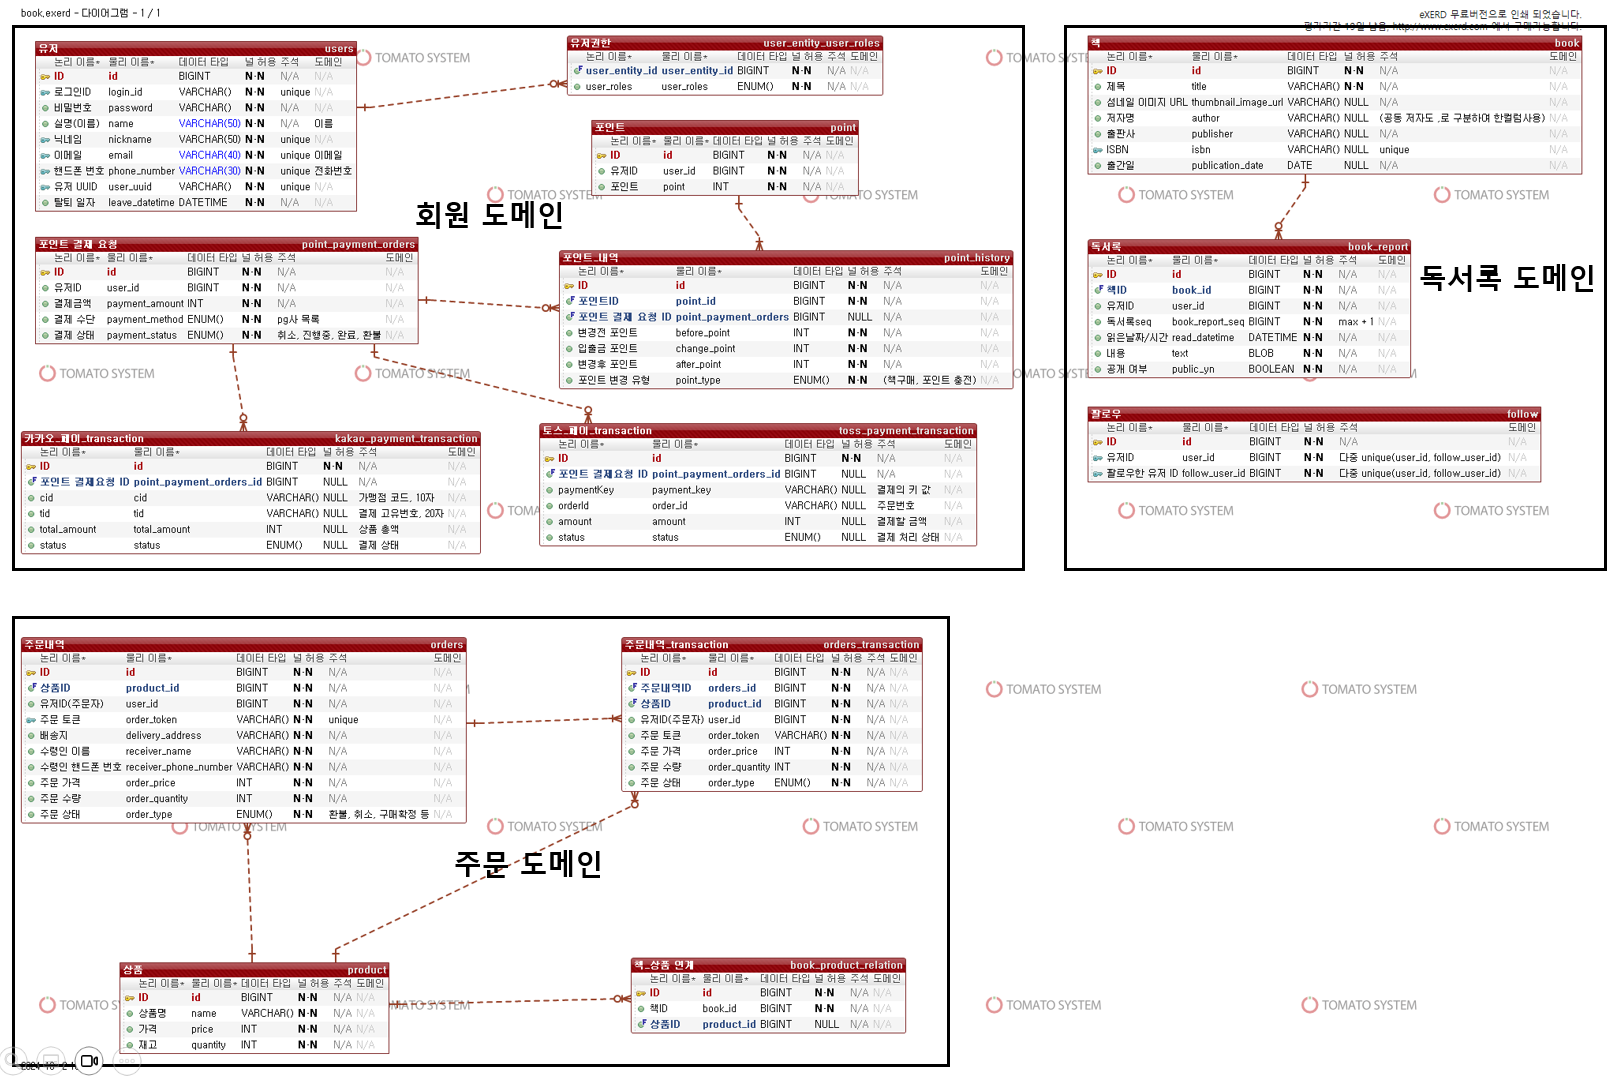 book.exerd - 다이어그램 - 1 / 1
eXERD 무료버전으로 인쇄 되었습니다.
유저 users
논리 이름* 물리 이름* 데이터 타입 널 허용 주석 도메인
ID id BIGINT N-N N/A N/A
로그인ID login_id VARCHAR() N-N unique N/A
비밀번호 password VARCHAR() N-N N/A N/A
실명(이름) name VARCHAR(50) N-N N/A 이름
닉네임 nickname VARCHAR(50) N-N unique N/A
이메일 email VARCHAR(40) N-N unique 이메일
핸드폰 번호 phone_number VARCHAR(30) N-N unique 전화번호
유저 UUID user_uuid VARCHAR() N-N unique N/A
탈퇴 일자 leave_datetime DATETIME N-N N/A N/A
유저권한 user_entity_user_roles
논리 이름* 물리 이름* 데이터 타입 널 허용 주석 도메인
user_entity_id user_entity_id BIGINT N-N N/A N/A
user_roles user_roles ENUM() N-N N/A N/A
포인트 point
논리 이름* 물리 이름* 데이터 타입 널 허용 주석 도메인
ID id BIGINT N-N N/A N/A
유저ID user_id BIGINT N-N N/A N/A
포인트 point INT N-N N/A N/A
회원 도메인
포인트 결제 요청 point_payment_orders
논리 이름* 물리 이름* 데이터 타입 널 허용 주석 도메인
ID id BIGINT N-N N/A N/A
유저ID user_id BIGINT N-N N/A N/A
결제금액 payment_amount INT N-N N/A N/A
결제 수단 payment_method ENUM() N-N pg사 목록 N/A
결제 상태 payment_status ENUM() N-N 취소, 진행중, 완료, 환불 N/A
포인트_내역 point_history
논리 이름* 물리 이름* 데이터 타입 널 허용 주석 도메인
ID id BIGINT N-N N/A N/A
포인트ID point_id BIGINT N-N N/A N/A
포인트 결제 요청 ID point_payment_orders BIGINT NULL N/A N/A
변경전 포인트 before_point INT N-N N/A N/A
입출금 포인트 change_point INT N-N N/A N/A
변경후 포인트 after_point INT N-N N/A N/A
포인트 변경 유형 point_type ENUM() N-N (책구매, 포인트 충전) N/A
카카오_페이_transaction kakao_payment_transaction
논리 이름* 물리 이름* 데이터 타입 널 허용 주석 도메인
ID id BIGINT N-N N/A N/A
포인트 결제요청 ID point_payment_orders_id BIGINT NULL N/A N/A
cid cid VARCHAR() NULL 가맹점 코드, 10자 N/A
tid tid VARCHAR() NULL 결제 고유번호, 20자 N/A
total_amount total_amount INT NULL 상품 총액 N/A
status status ENUM() NULL 결제 상태 N/A
토스_페이_transaction toss_payment_transaction
논리 이름* 물리 이름* 데이터 타입 널 허용 주석 도메인
ID id BIGINT N-N N/A N/A
포인트 결제요청 ID point_payment_orders_id BIGINT NULL N/A N/A
paymentKey payment_key VARCHAR() NULL 결제의 키 값 N/A
orderId order_id VARCHAR() NULL 주문번호 N/A
amount amount INT NULL 결제할 금액 N/A
status status ENUM() NULL 결제 처리 상태 N/A
책 book
논리 이름* 물리 이름* 데이터 타입 널 허용 주석 도메인
ID id BIGINT N-N N/A N/A
제목 title VARCHAR() N-N N/A N/A
섬네일 이미지 URL thumbnail_image_url VARCHAR() NULL N/A N/A
저자명 author VARCHAR() NULL (공동 저자도 ,로 구분하여 한컬럼사용) N/A
출판사 publisher VARCHAR() NULL N/A N/A
ISBN isbn VARCHAR() NULL unique N/A
출간일 publication_date DATE NULL N/A N/A
독서록 book_report
논리 이름* 물리 이름* 데이터 타입 널 허용 주석 도메인
ID id BIGINT N-N N/A N/A
책ID book_id BIGINT N-N N/A N/A
유저ID user_id BIGINT N-N N/A N/A
독서록seq book_report_seq BIGINT N-N max + 1 N/A
읽은날짜/시간 read_datetime DATETIME N-N N/A N/A
내용 text BLOB N-N N/A N/A
공개 여부 public_yn BOOLEAN N-N N/A N/A
독서록 도메인
팔로우 follow
논리 이름* 물리 이름* 데이터 타입 널 허용 주석 도메인
ID id BIGINT N-N N/A N/A
유저ID user_id BIGINT N-N 다중 unique(user_id, follow_user_id) N/A
팔로우한 유저 ID follow_user_id BIGINT N-N 다중 unique(user_id, follow_user_id) N/A
주문내역 orders
논리 이름* 물리 이름* 데이터 타입 널 허용 주석 도메인
ID id BIGINT N-N N/A N/A
상품ID product_id BIGINT N-N N/A N/A
유저ID(주문자) user_id BIGINT N-N N/A N/A
주문 토큰 order_token VARCHAR() N-N unique N/A
배송지 delivery_address VARCHAR() N-N N/A N/A
수령인 이름 receiver_name VARCHAR() N-N N/A N/A
수령인 핸드폰 번호 receiver_phone_number VARCHAR() N-N N/A N/A
주문 가격 order_price INT N-N N/A N/A
주문 수량 order_quantity INT N-N N/A N/A
주문 상태 order_type ENUM() N-N 환불, 취소, 구매확정 등 N/A
주문내역_transaction orders_transaction
논리 이름* 물리 이름* 데이터 타입 널 허용 주석 도메인
ID id BIGINT N-N N/A N/A
주문내역ID orders_id BIGINT N-N N/A N/A
상품ID product_id BIGINT N-N N/A N/A
유저ID(주문자) user_id BIGINT N-N N/A N/A
주문 토큰 order_token VARCHAR() N-N N/A N/A
주문 가격 order_price INT N-N N/A N/A
주문 수량 order_quantity INT N-N N/A N/A
주문 상태 order_type ENUM() N-N N/A N/A
주문 도메인
상품 product
논리 이름* 물리 이름* 데이터 타입 널 허용 주석 도메인
ID id BIGINT N-N N/A N/A
상품명 name VARCHAR() N-N N/A N/A
가격 price INT N-N N/A N/A
재고 quantity INT N-N N/A N/A
책_상품 연계 book_product_relation
논리 이름* 물리 이름* 데이터 타입 널 허용 주석 도메인
ID id BIGINT N-N N/A N/A
책ID book_id BIGINT N-N N/A N/A
상품ID product_id BIGINT NULL N/A N/A
TOMATO SYSTEM